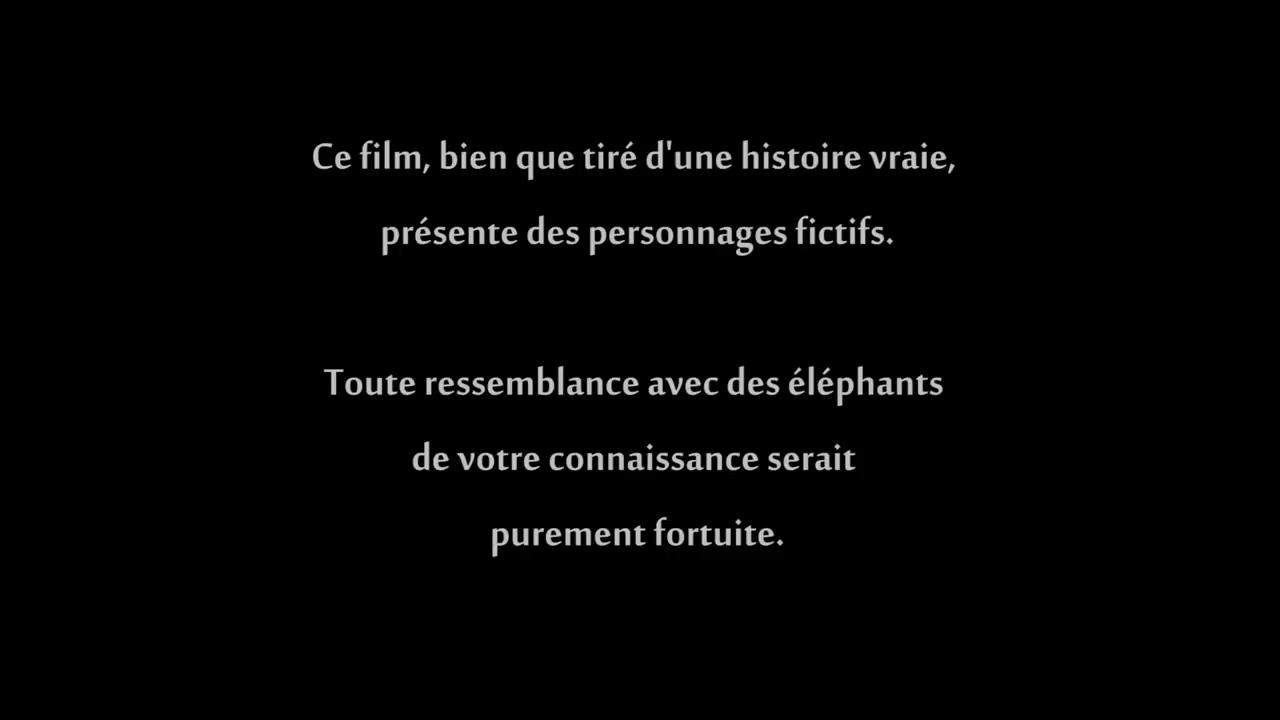 Ce film, bien que tiré d'une histoire vraie,
présente des personnages fictifs.
Toute ressemblance avec des éléphants
de votre connaissance serait
purement fortuite.